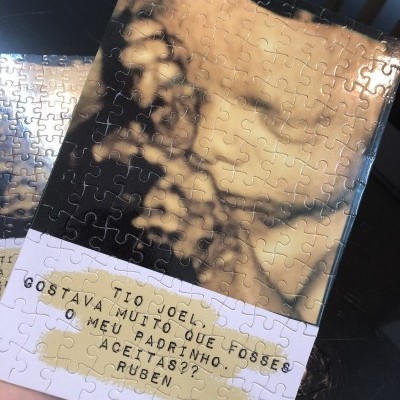 TIO JOEL,
GOSTAVA MUITO QUE FOSSES
O MEU PADRINHO.
ACEITAS??
RUBEN